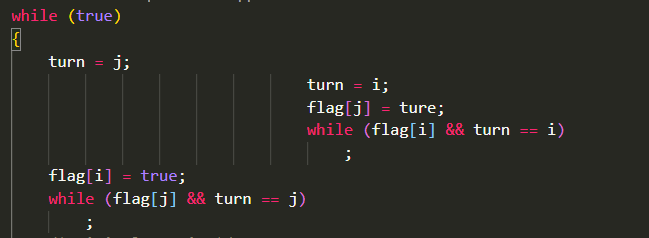 while (true)
{
turn = j;
turn = i;
flag[j] = ture;
while (flag[i] && turn == i)
;
flag[i] = true;
while (flag[j] && turn == j)
;